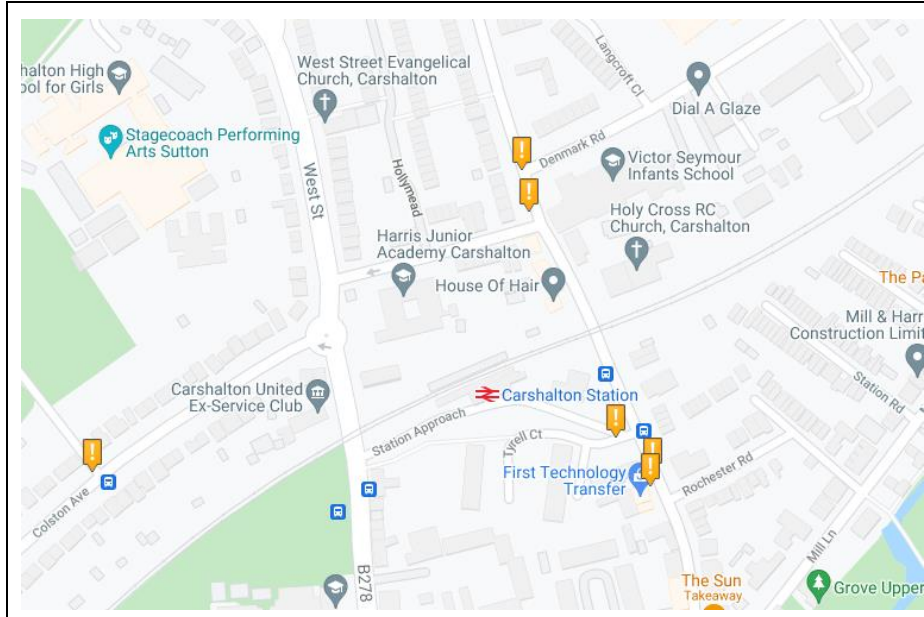 halton High
ool for Girls
West Street Evangelical
Church, Carshalton
Langcroft Cl
Dial A Glaze
Stagecoach Performing
Arts Sutton
West St
Hollymead
Denmark Rd
Victor Seymour
Infants School
Harris Junior
Academy Carshalton
Holy Cross RC
Church, Carshalton
House Of Hair
The Pa
Mill & Harr
Construction Limit
Carshalton United
Ex-Service Club
Carshalton Station
Station Rd
Station Approach
Tyrell Ct
First Technology
Transfer
Rochester Rd
Colston Ave
Mill Ln
B278
The Sun
Takeaway
Grove Upper